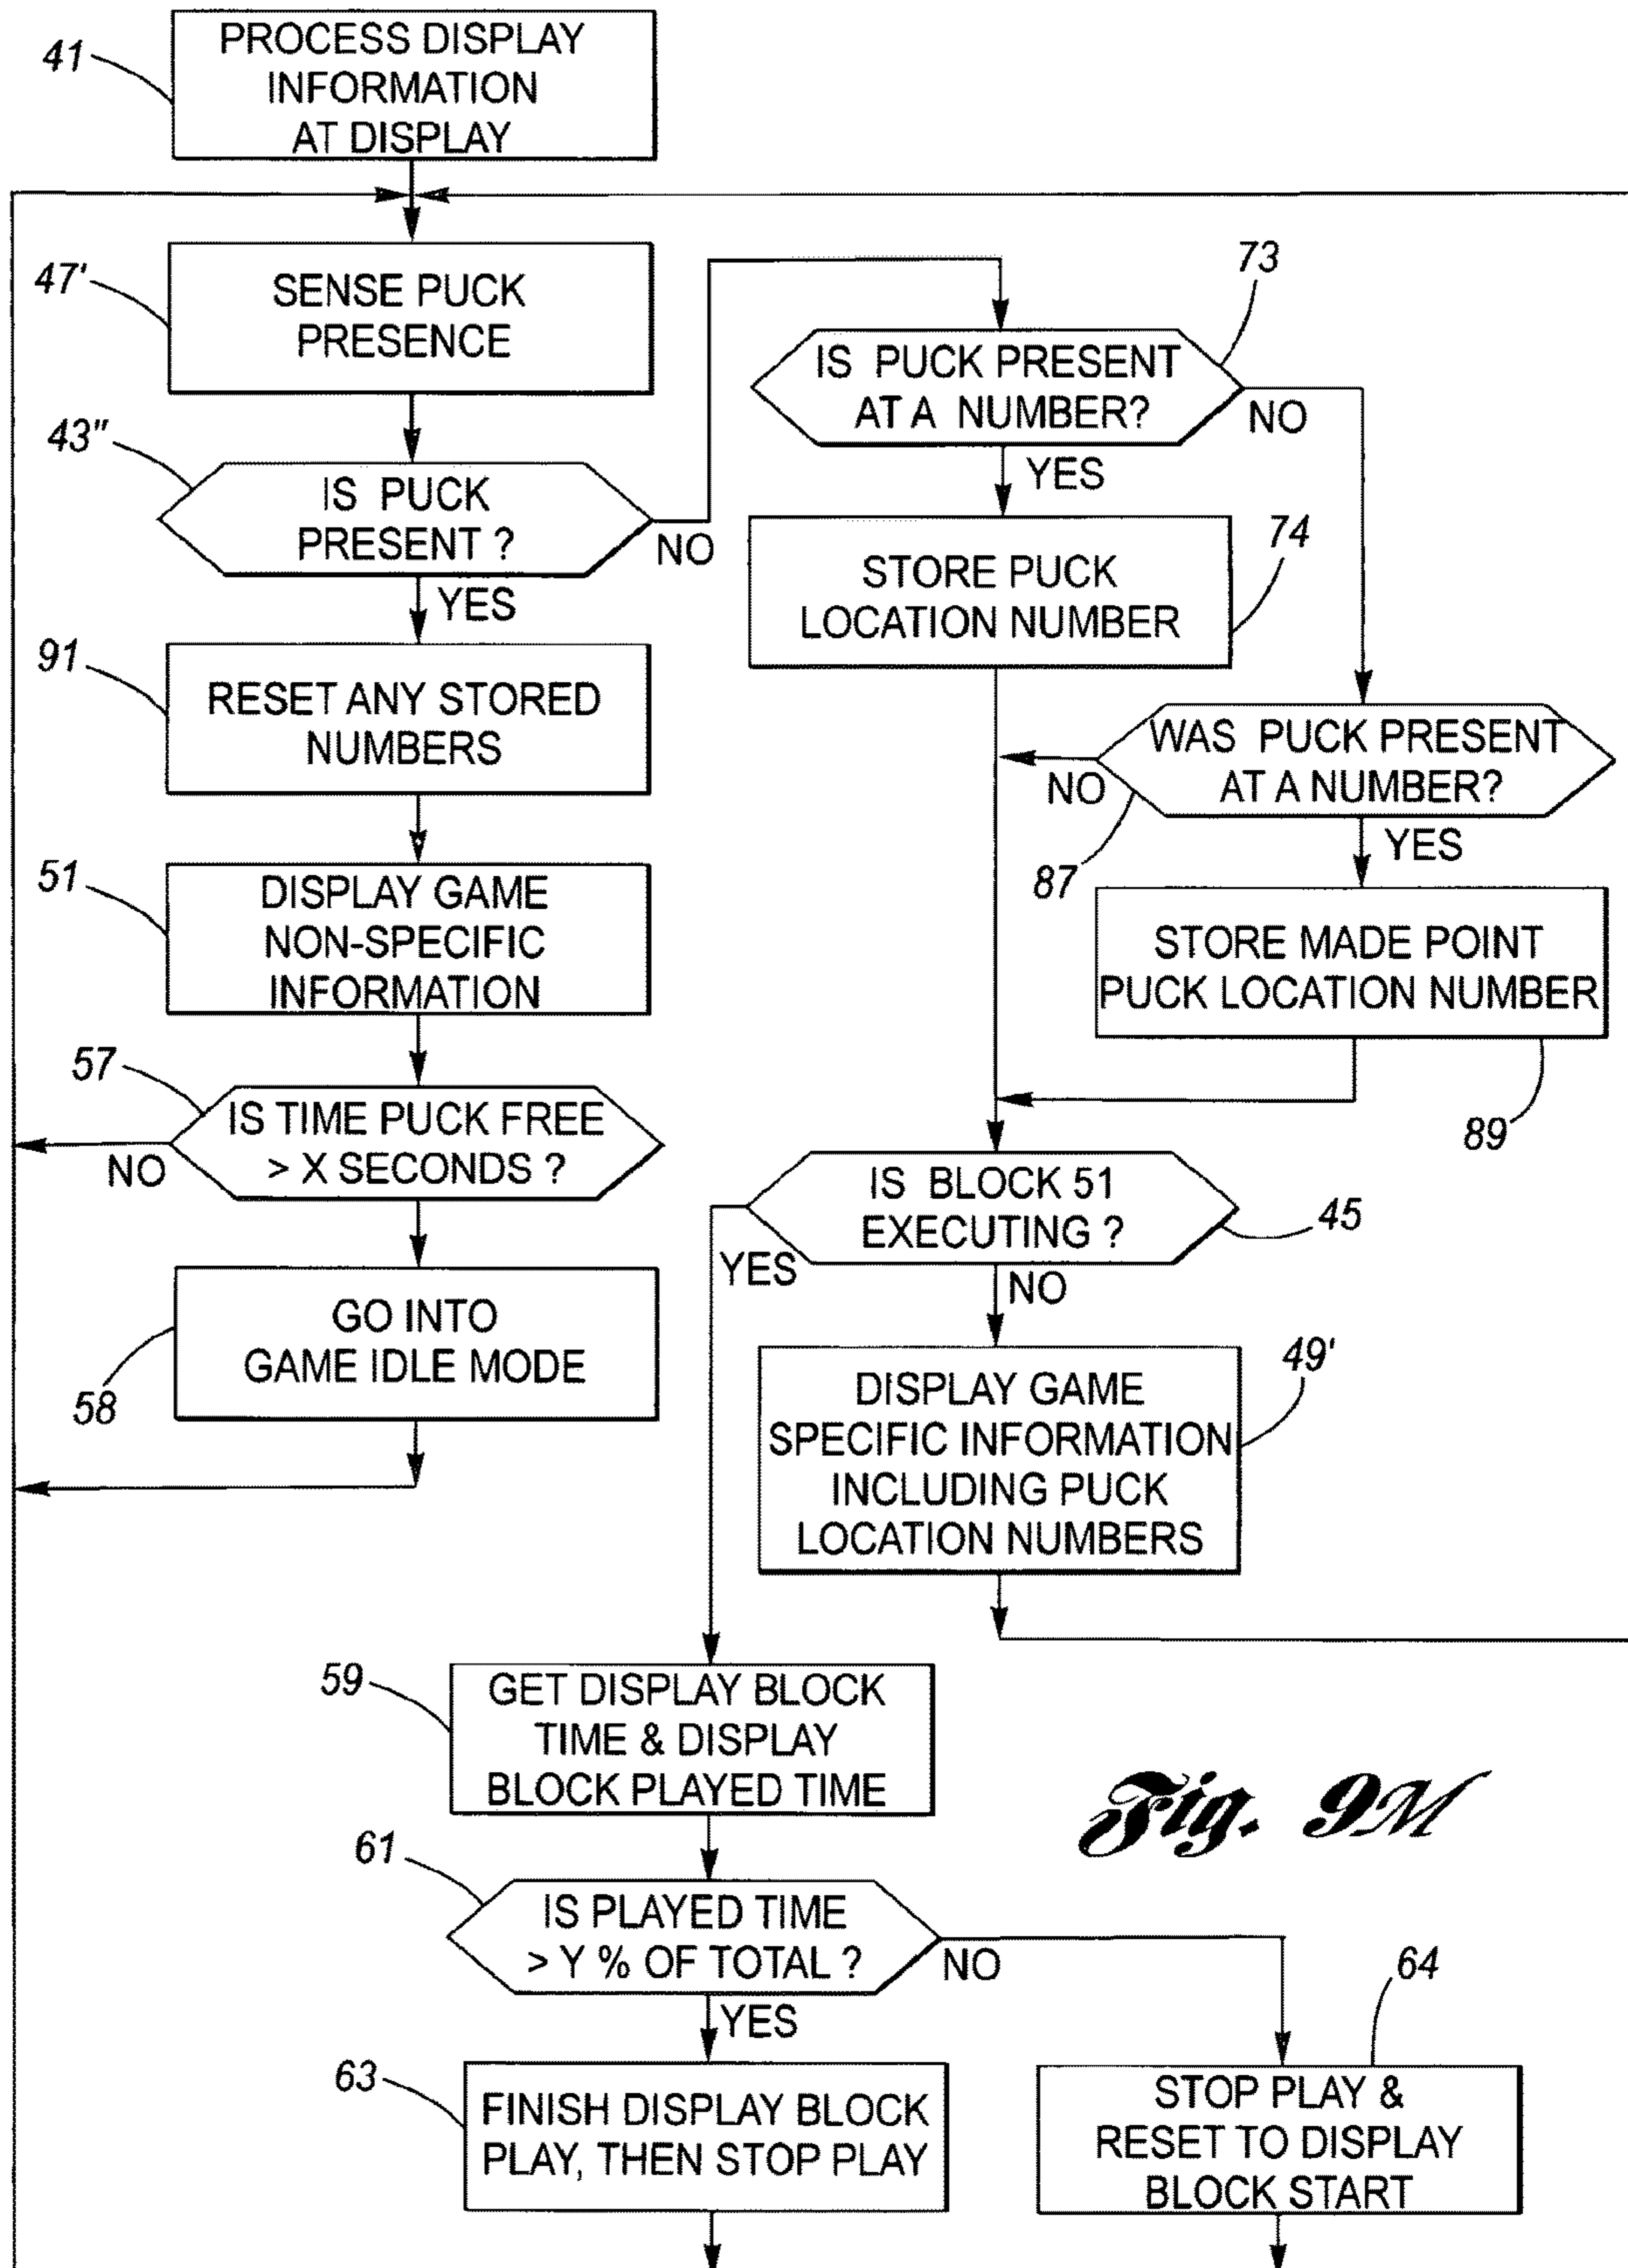 41
PROCESS DISPLAY
INFORMATION
AT DISPLAY
47'
SENSE PUCK
PRESENCE
43"
IS PUCK
PRESENT ?
NO
YES
91
RESET ANY STORED
NUMBERS
51
DISPLAY GAME
NON-SPECIFIC
INFORMATION
57
IS TIME PUCK FREE
> X SECONDS ?
NO
58
GO INTO
GAME IDLE MODE
73
IS PUCK PRESENT
AT A NUMBER?
NO
YES
74
STORE PUCK
LOCATION NUMBER
WAS PUCK PRESENT
AT A NUMBER?
NO
87
YES
STORE MADE POINT
PUCK LOCATION NUMBER
89
IS BLOCK 51
EXECUTING ?
45
YES
NO
49'
DISPLAY GAME
SPECIFIC INFORMATION
INCLUDING PUCK
LOCATION NUMBERS
59
GET DISPLAY BLOCK
TIME & DISPLAY
BLOCK PLAYED TIME
61
IS PLAYED TIME
> Y % OF TOTAL ?
NO
YES
63
FINISH DISPLAY BLOCK
PLAY, THEN STOP PLAY
64
STOP PLAY &
RESET TO DISPLAY
BLOCK START
Fig. 9M